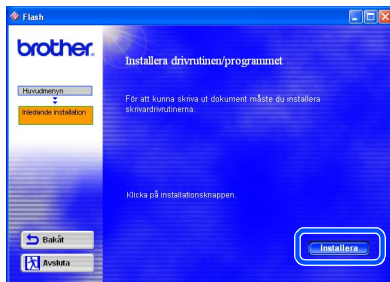 Flash
brother.
Installera drivrutinen/programmet
Huvudmenyn
Inledande installation
För att kunna skriva ut dokument måste du installera
skrivardrivrutinerna.
Klicka på installationsknappen.
Bakåt
Avsluta
Installera